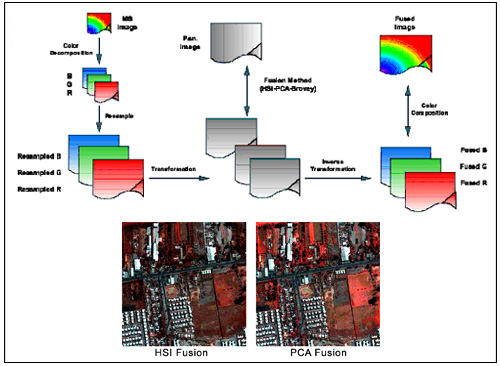 MS
Image
Color
Decomposition
B
G
R
Resample
Resampled B
Resampled G
Resampled R
Transformation
Pan.
Image
Fusion Method
(HSI-PCA-Brovey)
Inverse
Transformation
Fused
Image
Color
Composition
Fused B
Fused G
Fused R
HSI Fusion
PCA Fusion